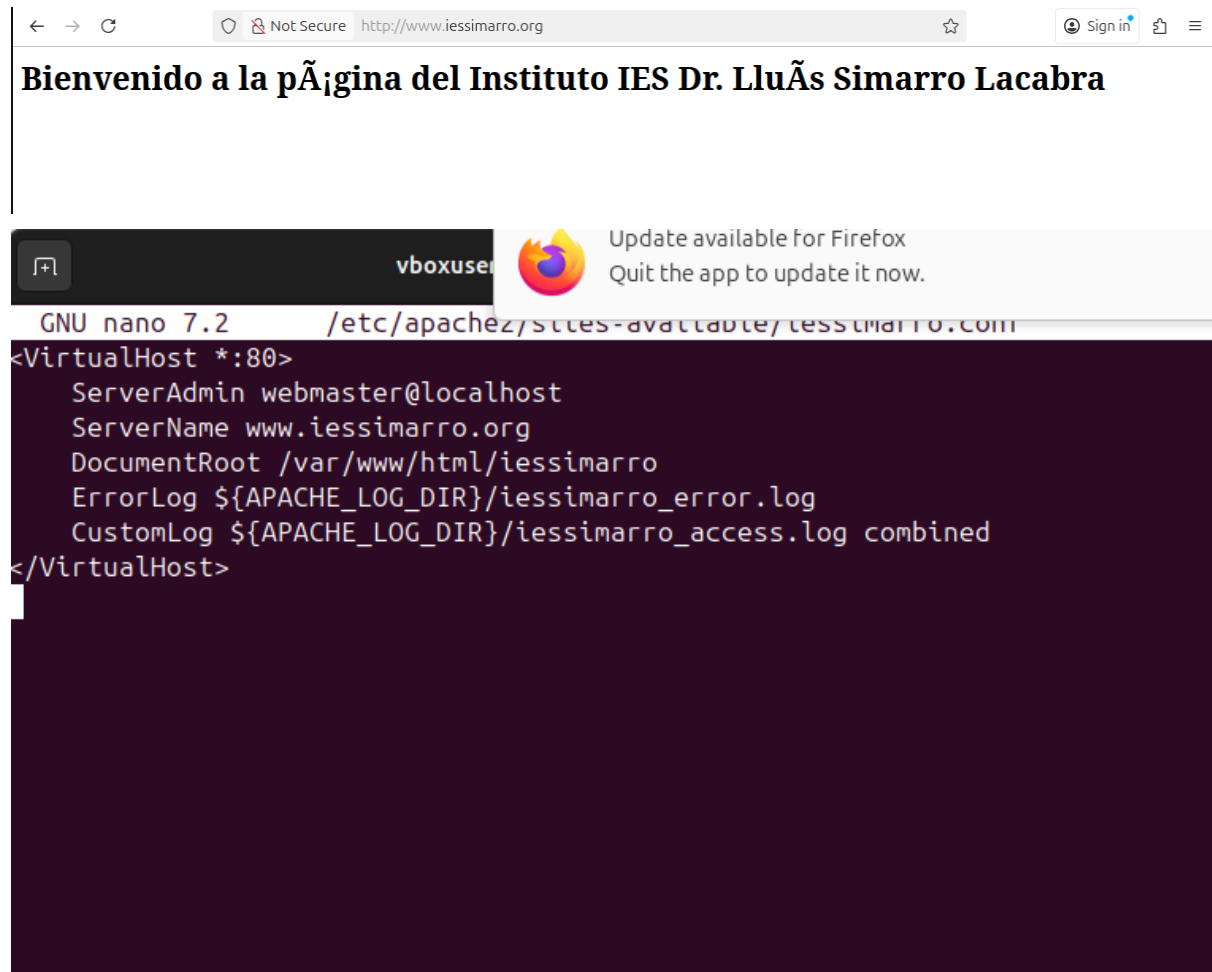 Not Secure http://www.iessimarro.org Sign in
Bienvenido a la página del Instituto IES Dr. LluÃs Simarro Lacabra
vboxuser
Update available for Firefox
Quit the app to update it now.
GNU nano 7.2 /etc/apache2/sites-available/iessimarro.conf
<VirtualHost *:80>
    ServerAdmin webmaster@localhost
    ServerName www.iessimarro.org
    DocumentRoot /var/www/html/iessimarro
    ErrorLog ${APACHE_LOG_DIR}/iessimarro_error.log
    CustomLog ${APACHE_LOG_DIR}/iessimarro_access.log combined
</VirtualHost>